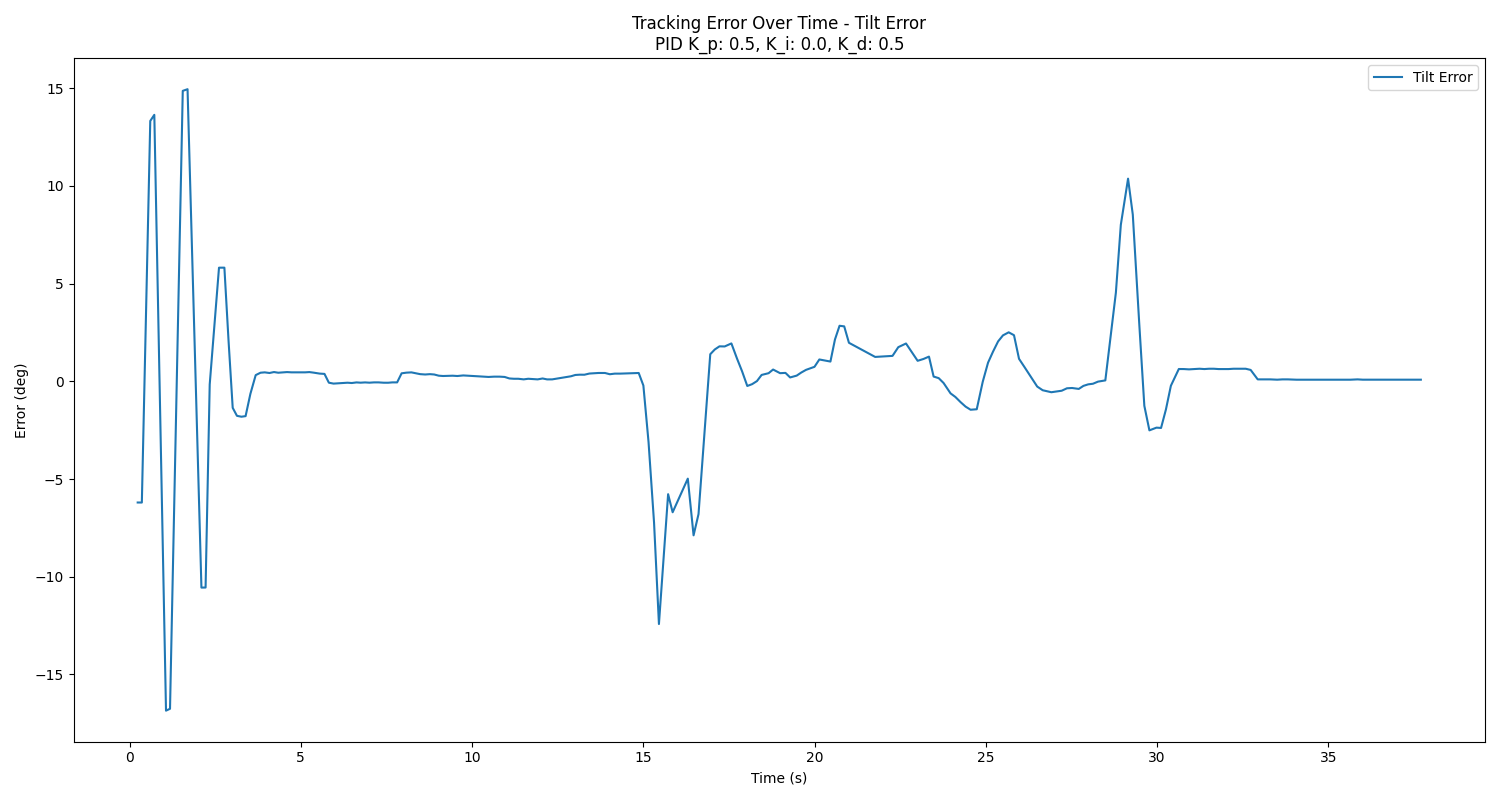 Tracking Error Over Time - Tilt Error
PID K_p: 0.5, K_i: 0.0, K_d: 0.5
Tilt Error
15
10
5
0
−5
−10
−15
Error (deg)
0 5 10 15 20 25 30 35
Time (s)